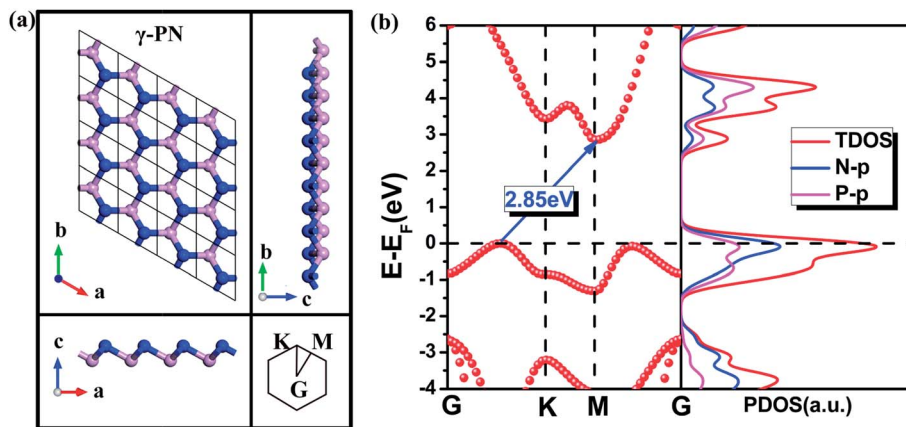 (a)
γ-PN
b
a
b
c
c
a
K
M
G
(b)
E-E_F(eV)
6
5
4
3
2
1
0
-1
-2
-3
-4
2.85eV
G
K
M
G
TDOS
N-p
P-p
PDOS(a.u.)